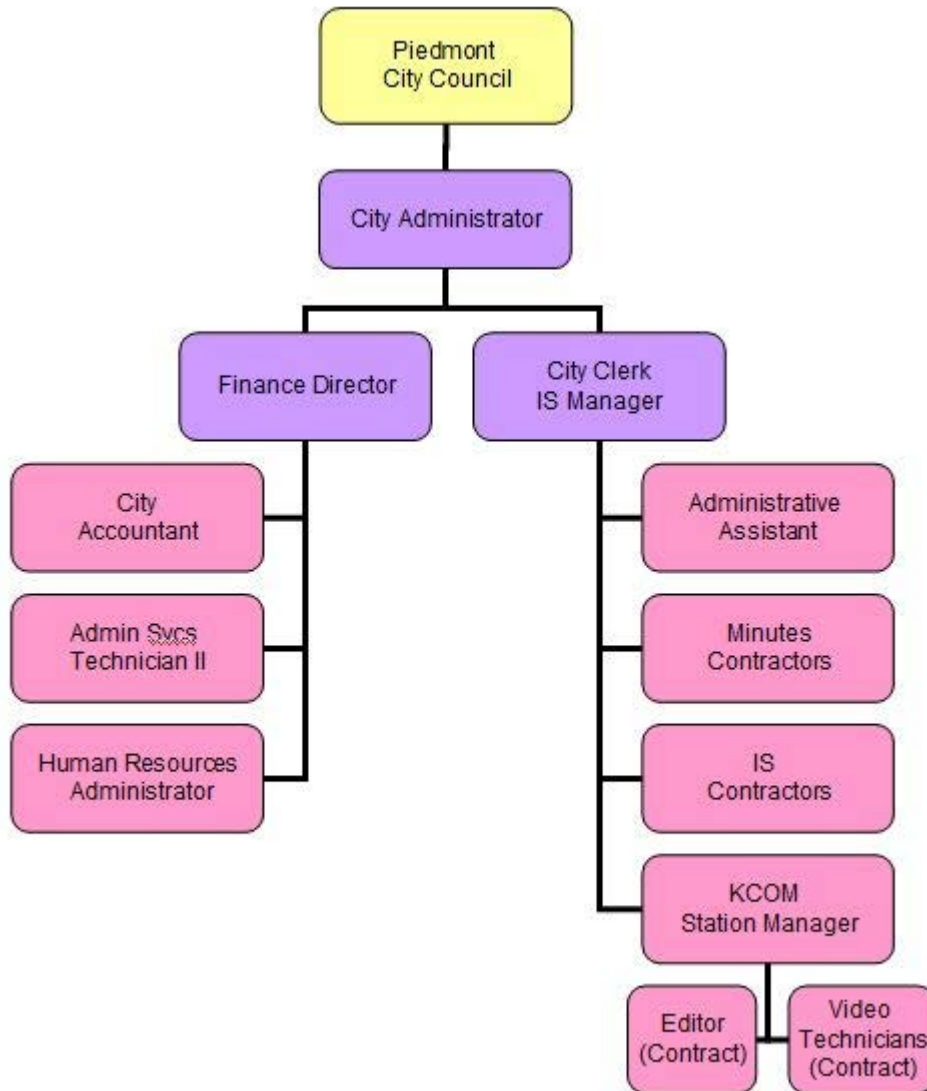 Piedmont
City Council
City Administrator
Finance Director
City Clerk
IS Manager
City
Accountant
Admin Svcs
Technician II
Human Resources
Administrator
Administrative
Assistant
Minutes
Contractors
IS
Contractors
KCOM
Station Manager
Editor
(Contract)
Video
Technicians
(Contract)